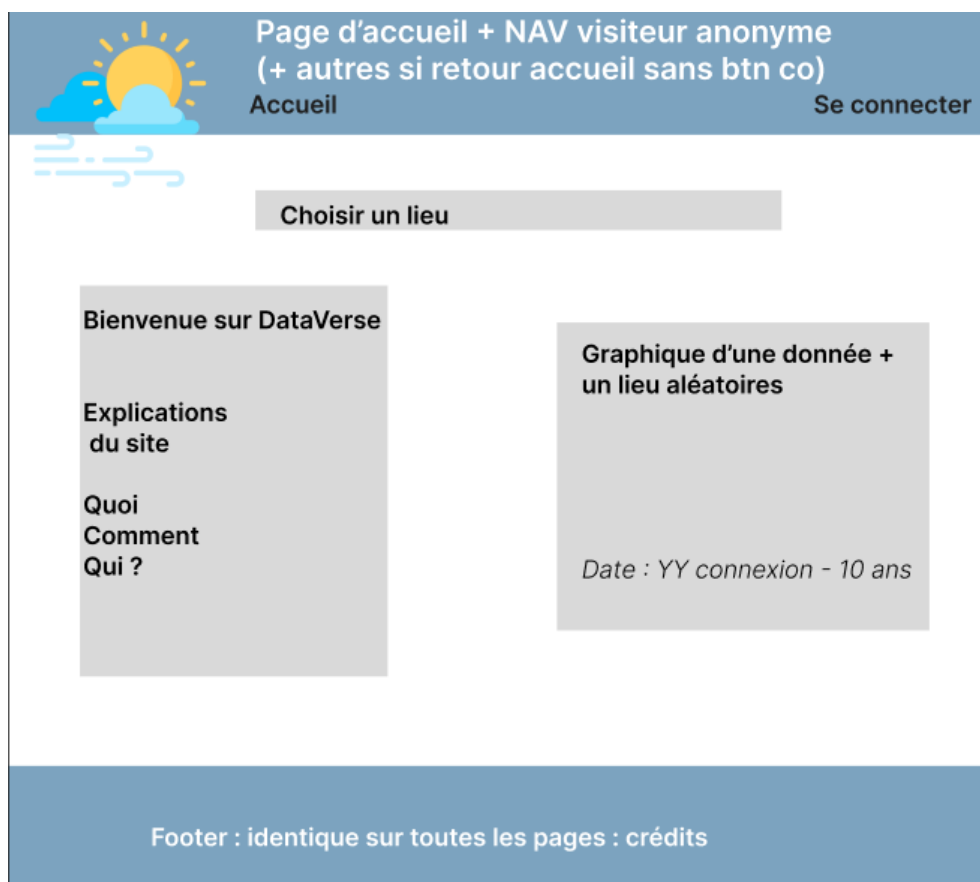 Page d’accueil + NAV visiteur anonyme
(+ autres si retour accueil sans btn co)
Accueil
Se connecter
Choisir un lieu
Bienvenue sur DataVerse
Explications
du site
Quoi
Comment
Qui ?
Graphique d’une donnée +
un lieu aléatoires
Date : YY connexion - 10 ans
Footer : identique sur toutes les pages : crédits